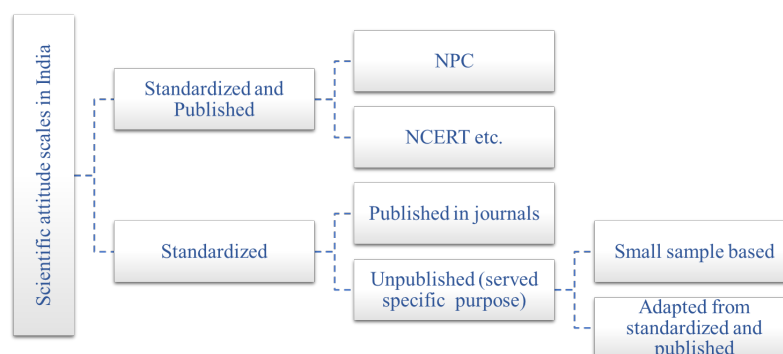 Scientific attitude scales in India
Standardized and
Published
NPC
NCERT etc.
Standardized
Published in journals
Unpublished (served
specific purpose)
Small sample based
Adapted from
standardized and
published